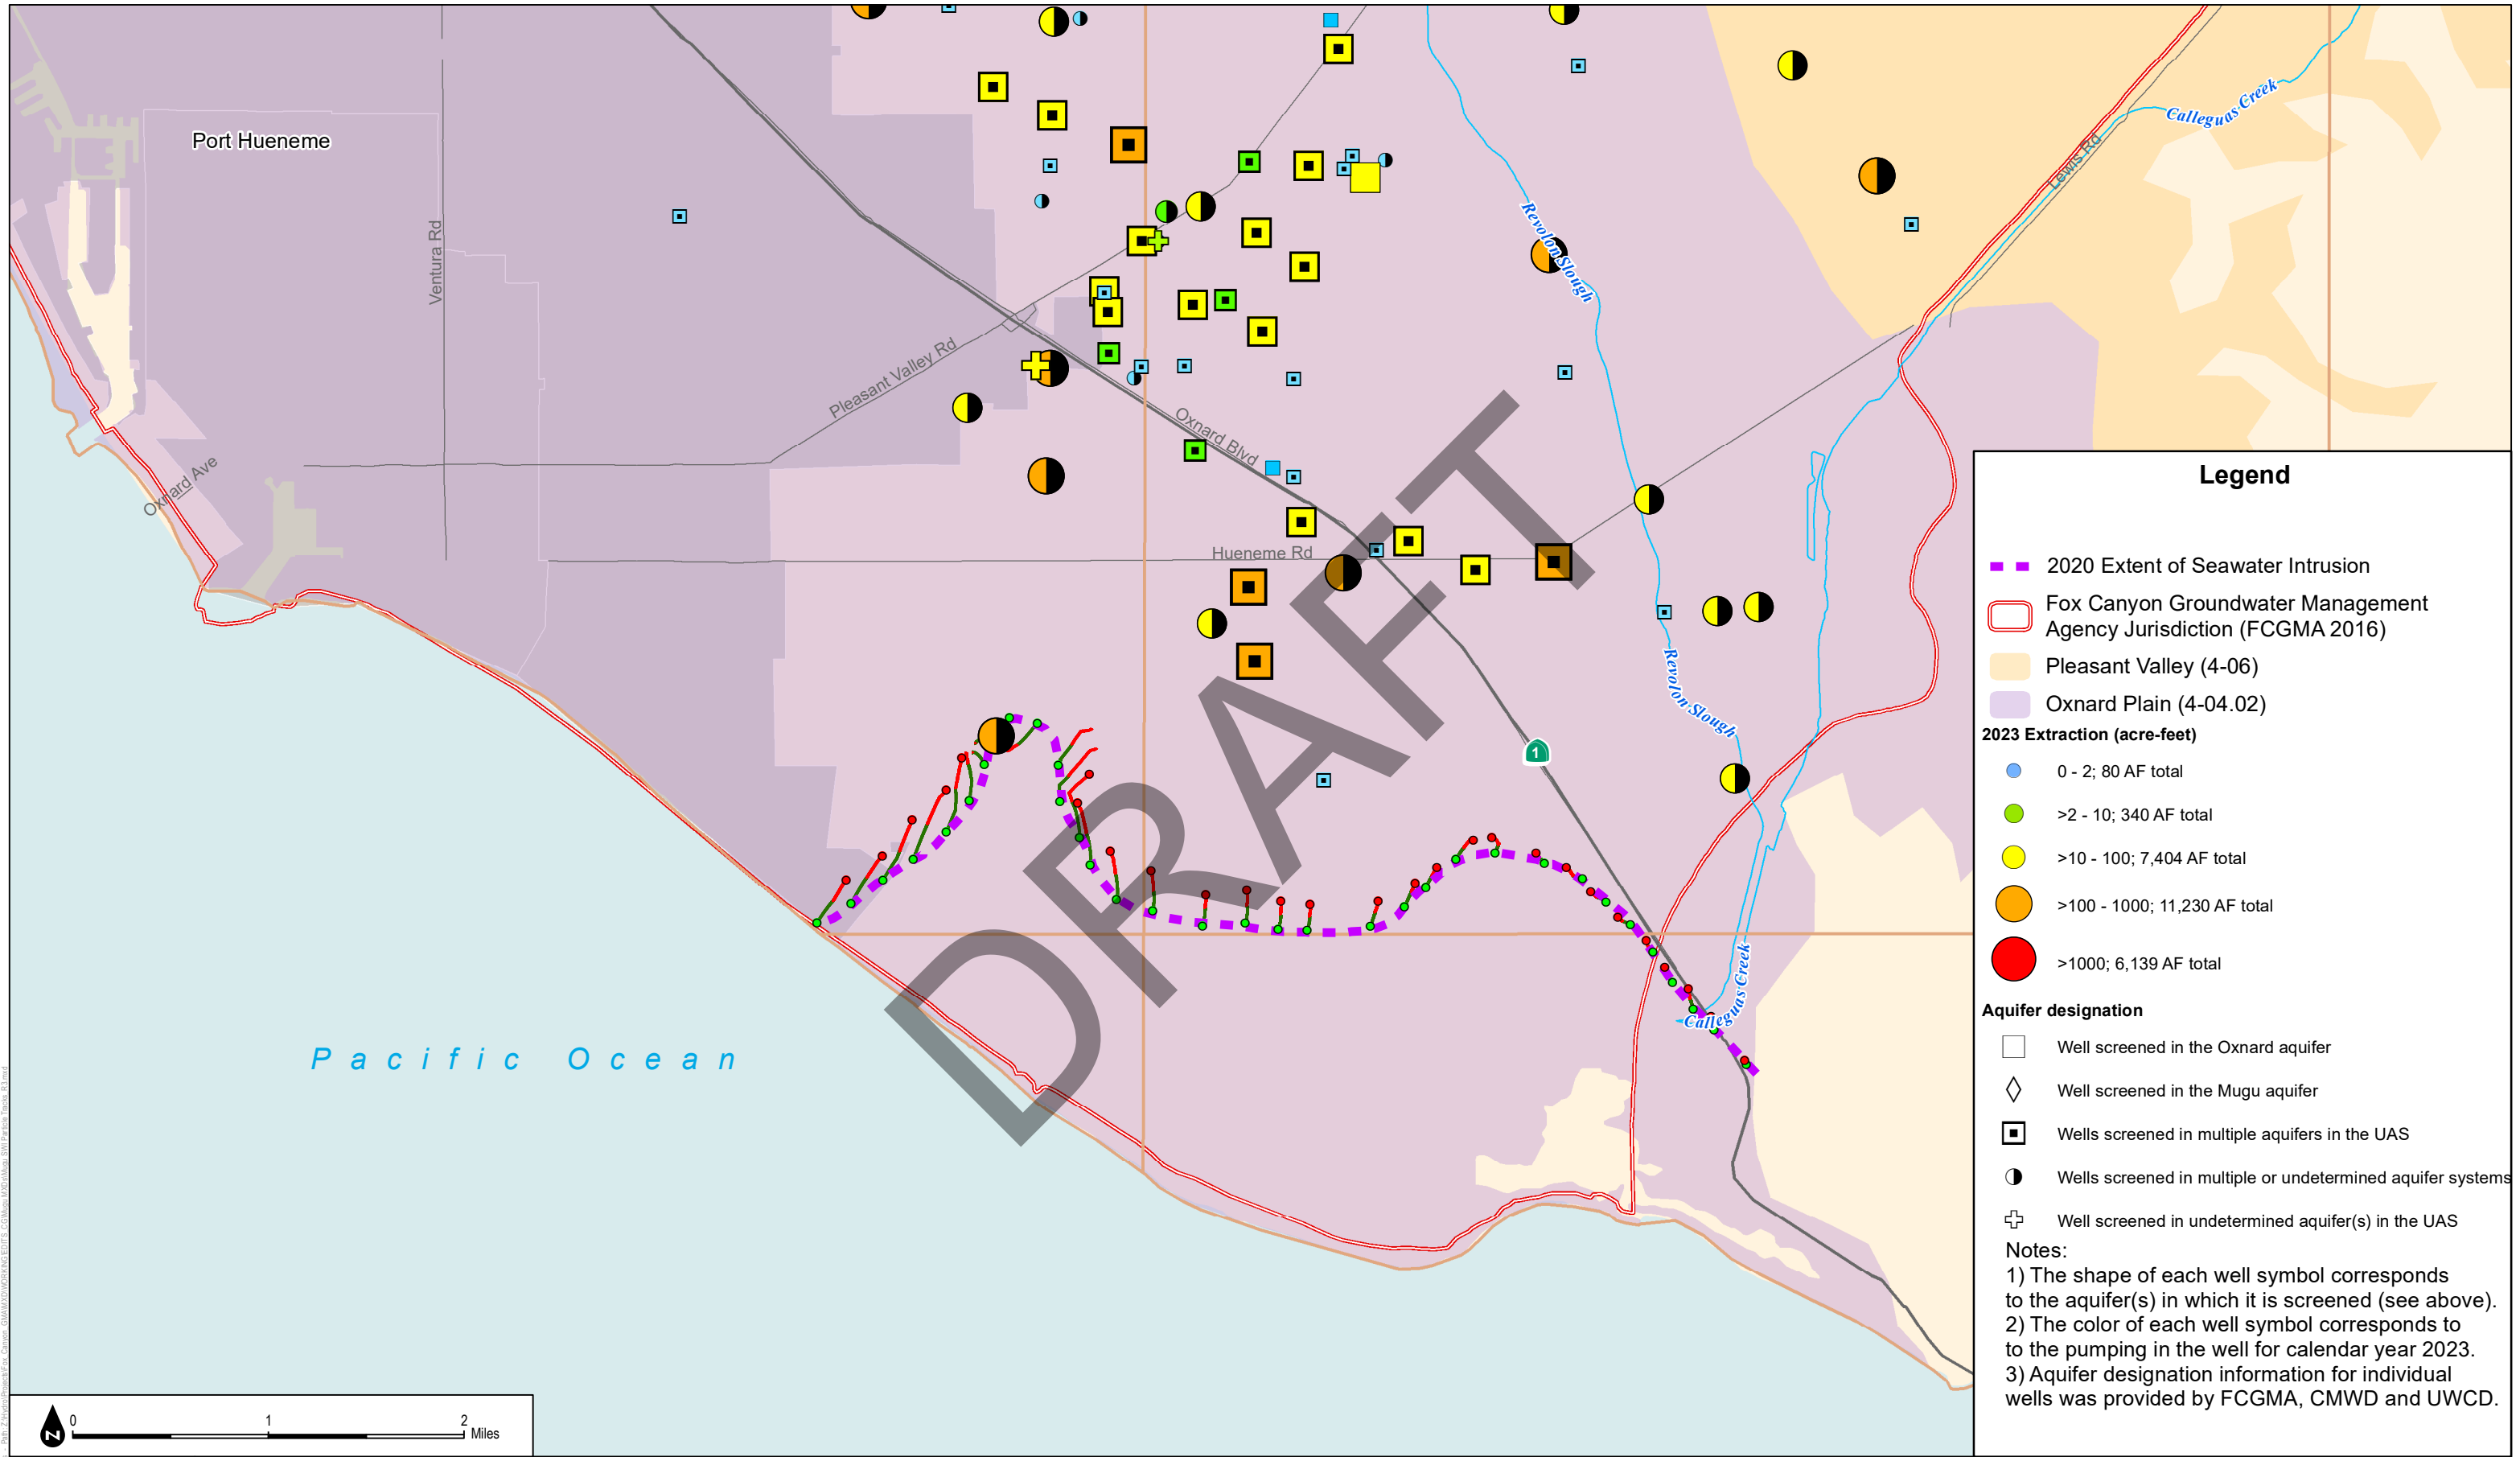 Port Hueneme
Ventura Rd
Oxnard Ave
Pleasant Valley Rd
Oxnard Blvd
Hueneme Rd
Lewis Rd
Calleguas Creek
Revolon Slough
Revolon Slough
1
Calleguas Creek
Pacific Ocean
DRAFT
N
0 1 2
Miles
Legend
2020 Extent of Seawater Intrusion
Fox Canyon Groundwater Management
Agency Jurisdiction (FCGMA 2016)
Pleasant Valley (4-06)
Oxnard Plain (4-04.02)
2023 Extraction (acre-feet)
0 - 2; 80 AF total
>2 - 10; 340 AF total
>10 - 100; 7,404 AF total
>100 - 1000; 11,230 AF total
>1000; 6,139 AF total
Aquifer designation
Well screened in the Oxnard aquifer
Well screened in the Mugu aquifer
Wells screened in multiple aquifers in the UAS
Wells screened in multiple or undetermined aquifer systems
Well screened in undetermined aquifer(s) in the UAS
Notes:
1) The shape of each well symbol corresponds
to the aquifer(s) in which it is screened (see above).
2) The color of each well symbol corresponds to
to the pumping in the well for calendar year 2023.
3) Aquifer designation information for individual
wells was provided by FCGMA, CMWD and UWCD.